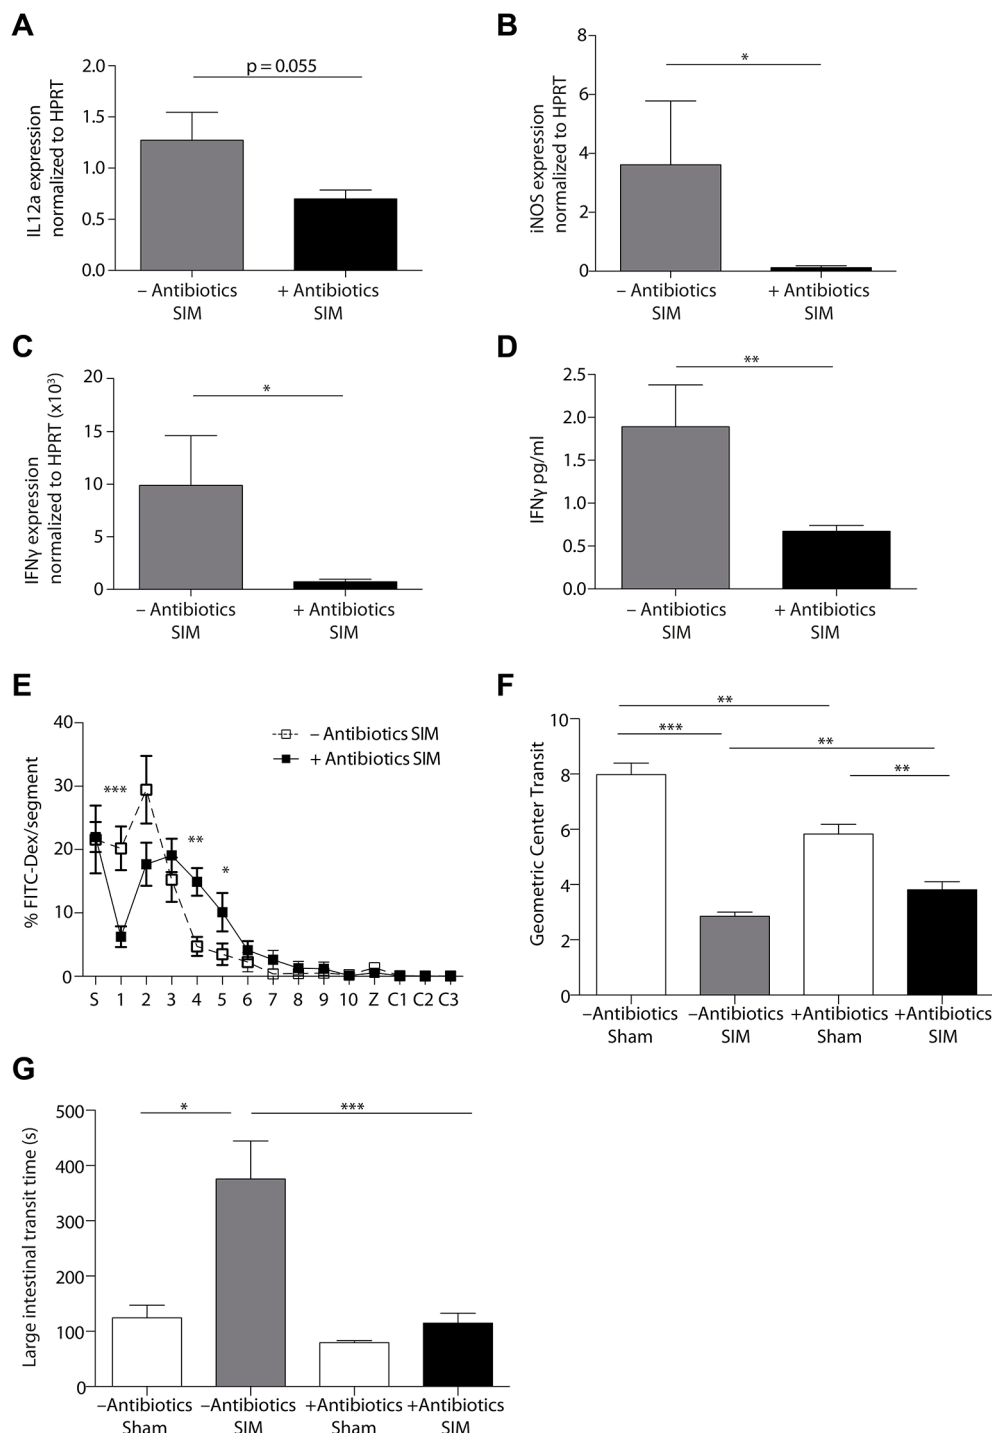 A
IL12a expression
normalized to HPRT
2.0
1.5
1.0
0.5
0.0
p = 0.055
– Antibiotics
SIM
+ Antibiotics
SIM
B
iNOS expression
normalized to HPRT
8
6
4
2
0
*
– Antibiotics
SIM
+ Antibiotics
SIM
C
IFNγ expression
normalized to HPRT (x10³)
20
15
10
5
0
*
– Antibiotics
SIM
+ Antibiotics
SIM
D
IFNγ pg/ml
2.5
2.0
1.5
1.0
0.5
0.0
**
– Antibiotics
SIM
+ Antibiotics
SIM
E
% FITC-Dex/segment
40
30
20
10
0
– Antibiotics SIM
+ Antibiotics SIM
***
**
*
S 1 2 3 4 5 6 7 8 9 10 Z C1 C2 C3
F
Geometric Center Transit
10
8
6
4
2
0
**
***
**
**
–Antibiotics
Sham
–Antibiotics
SIM
+Antibiotics
Sham
+Antibiotics
SIM
G
Large intestinal transit time (s)
500
400
300
200
100
0
*
***
–Antibiotics
Sham
–Antibiotics
SIM
+Antibiotics
Sham
+Antibiotics
SIM